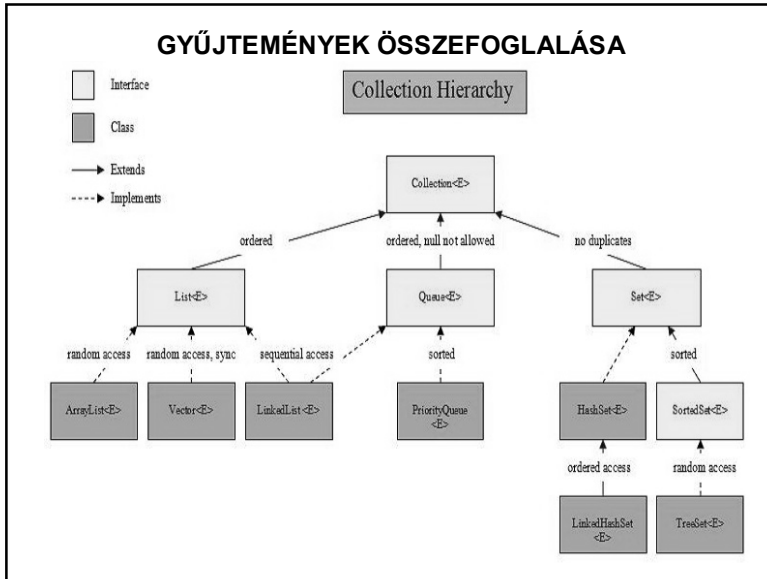 GYŰJTEMÉNYEK ÖSSZEFOGLALÁSA
Interface
Collection Hierarchy
Class
Extends
Implements
Collection<E>
ordered
ordered, null not allowed
no duplicates
List<E>
Queue<E>
Set<E>
random access
random access, sync
sequential access
sorted
sorted
ArrayList<E>
Vector<E>
LinkedList <E>
PriorityQueue
<E>
HashSet<E>
SortedSet<E>
ordered access
random access
LinkedHashSet
<E>
TreeSet<E>